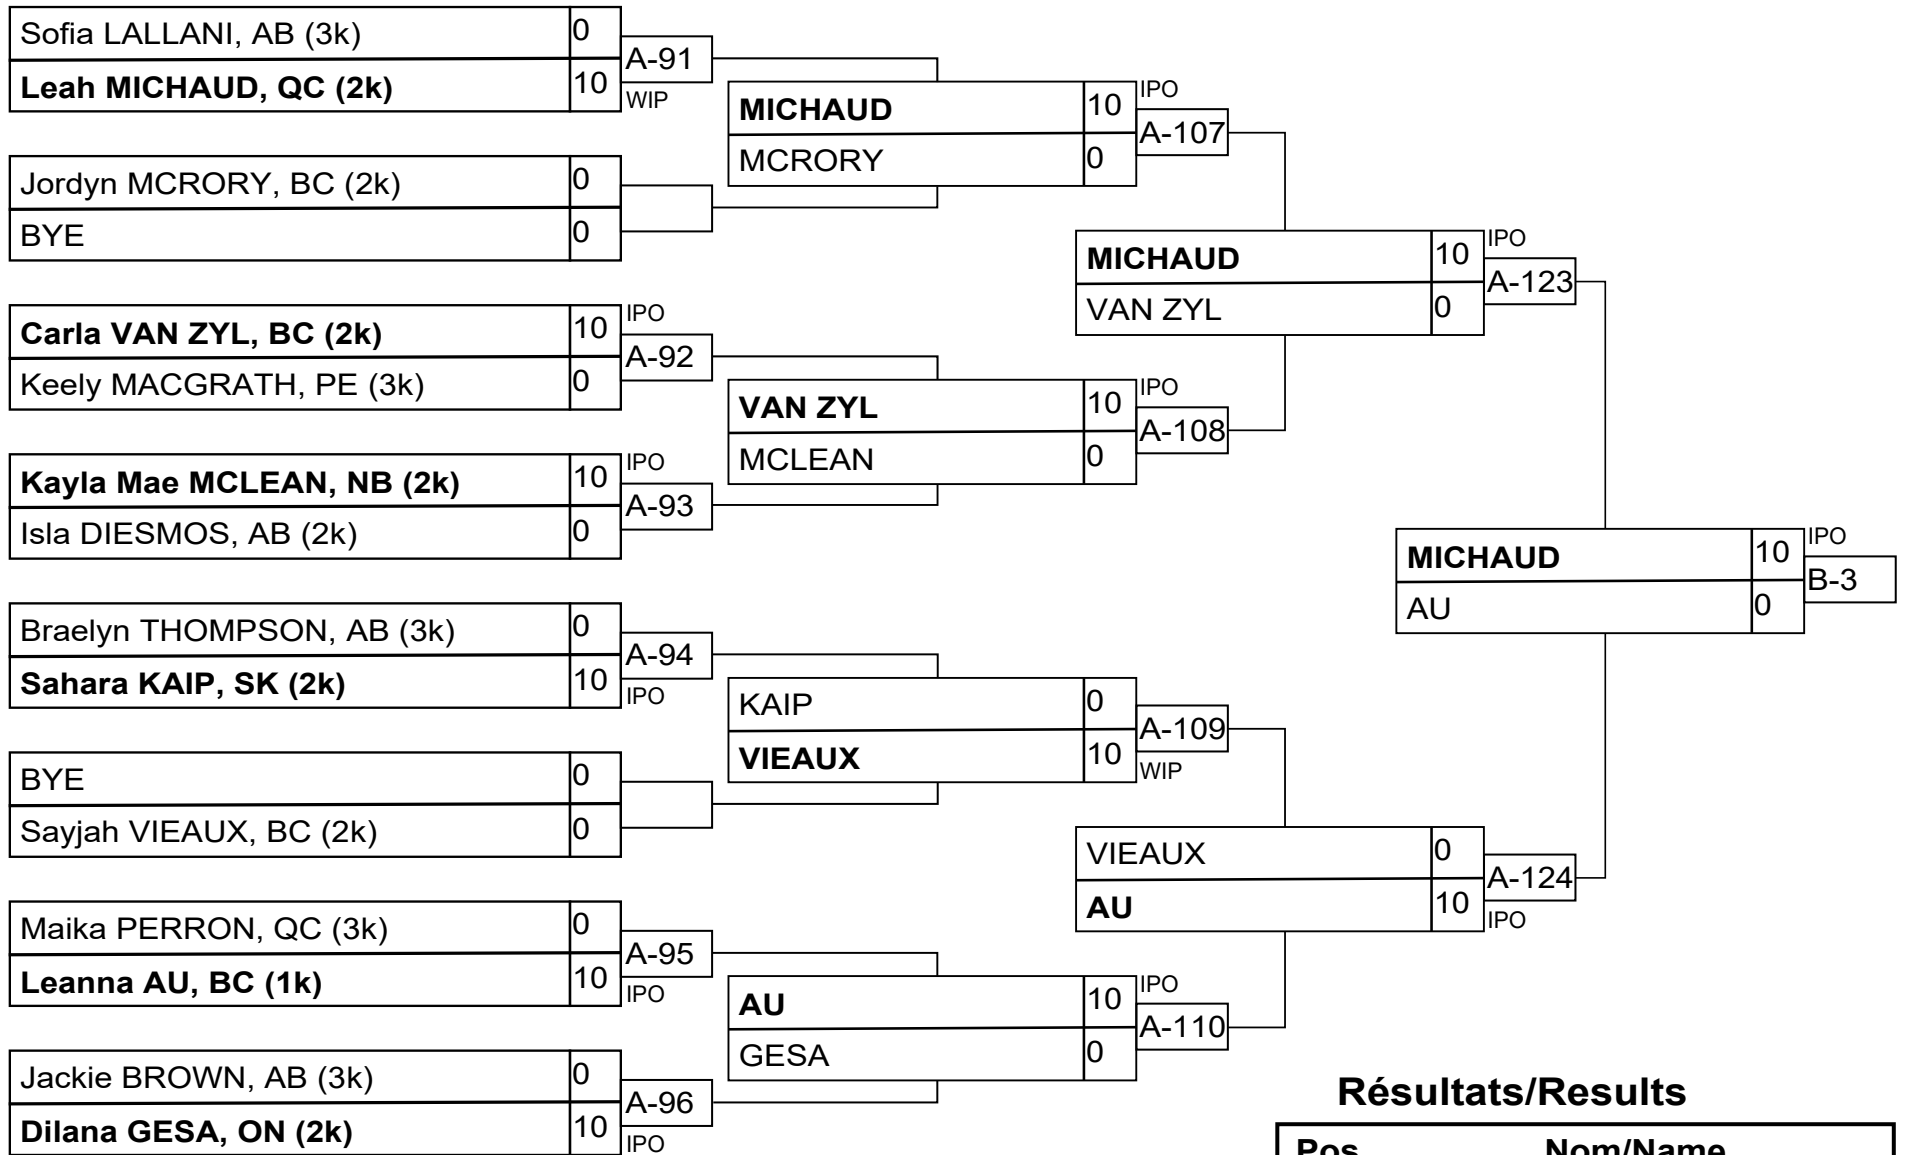 Sofia LALLANI, AB (3k) 0
A-91
Leah MICHAUD, QC (2k) 10
WIP
MICHAUD 10 IPO
A-107
MCRORY 0
Jordyn MCRORY, BC (2k) 0
BYE 0
MICHAUD 10 IPO
A-123
VAN ZYL 0
Carla VAN ZYL, BC (2k) 10 IPO
A-92
Keely MACGRATH, PE (3k) 0
VAN ZYL 10 IPO
A-108
MCLEAN 0
Kayla Mae MCLEAN, NB (2k) 10 IPO
A-93
Isla DIESMOS, AB (2k) 0
MICHAUD 10 IPO
B-3
AU 0
Braelyn THOMPSON, AB (3k) 0
A-94
Sahara KAIP, SK (2k) 10
IPO
KAIP 0
A-109
VIEAUX 10
WIP
BYE 0
Sayjah VIEAUX, BC (2k) 0
VIEAUX 0
A-124
AU 10
IPO
Maika PERRON, QC (3k) 0
A-95
Leanna AU, BC (1k) 10
IPO
AU 10 IPO
A-110
GESA 0
Jackie BROWN, AB (3k) 0
A-96
Dilana GESA, ON (2k) 10
IPO
Résultats/Results
Pos Nom/Name